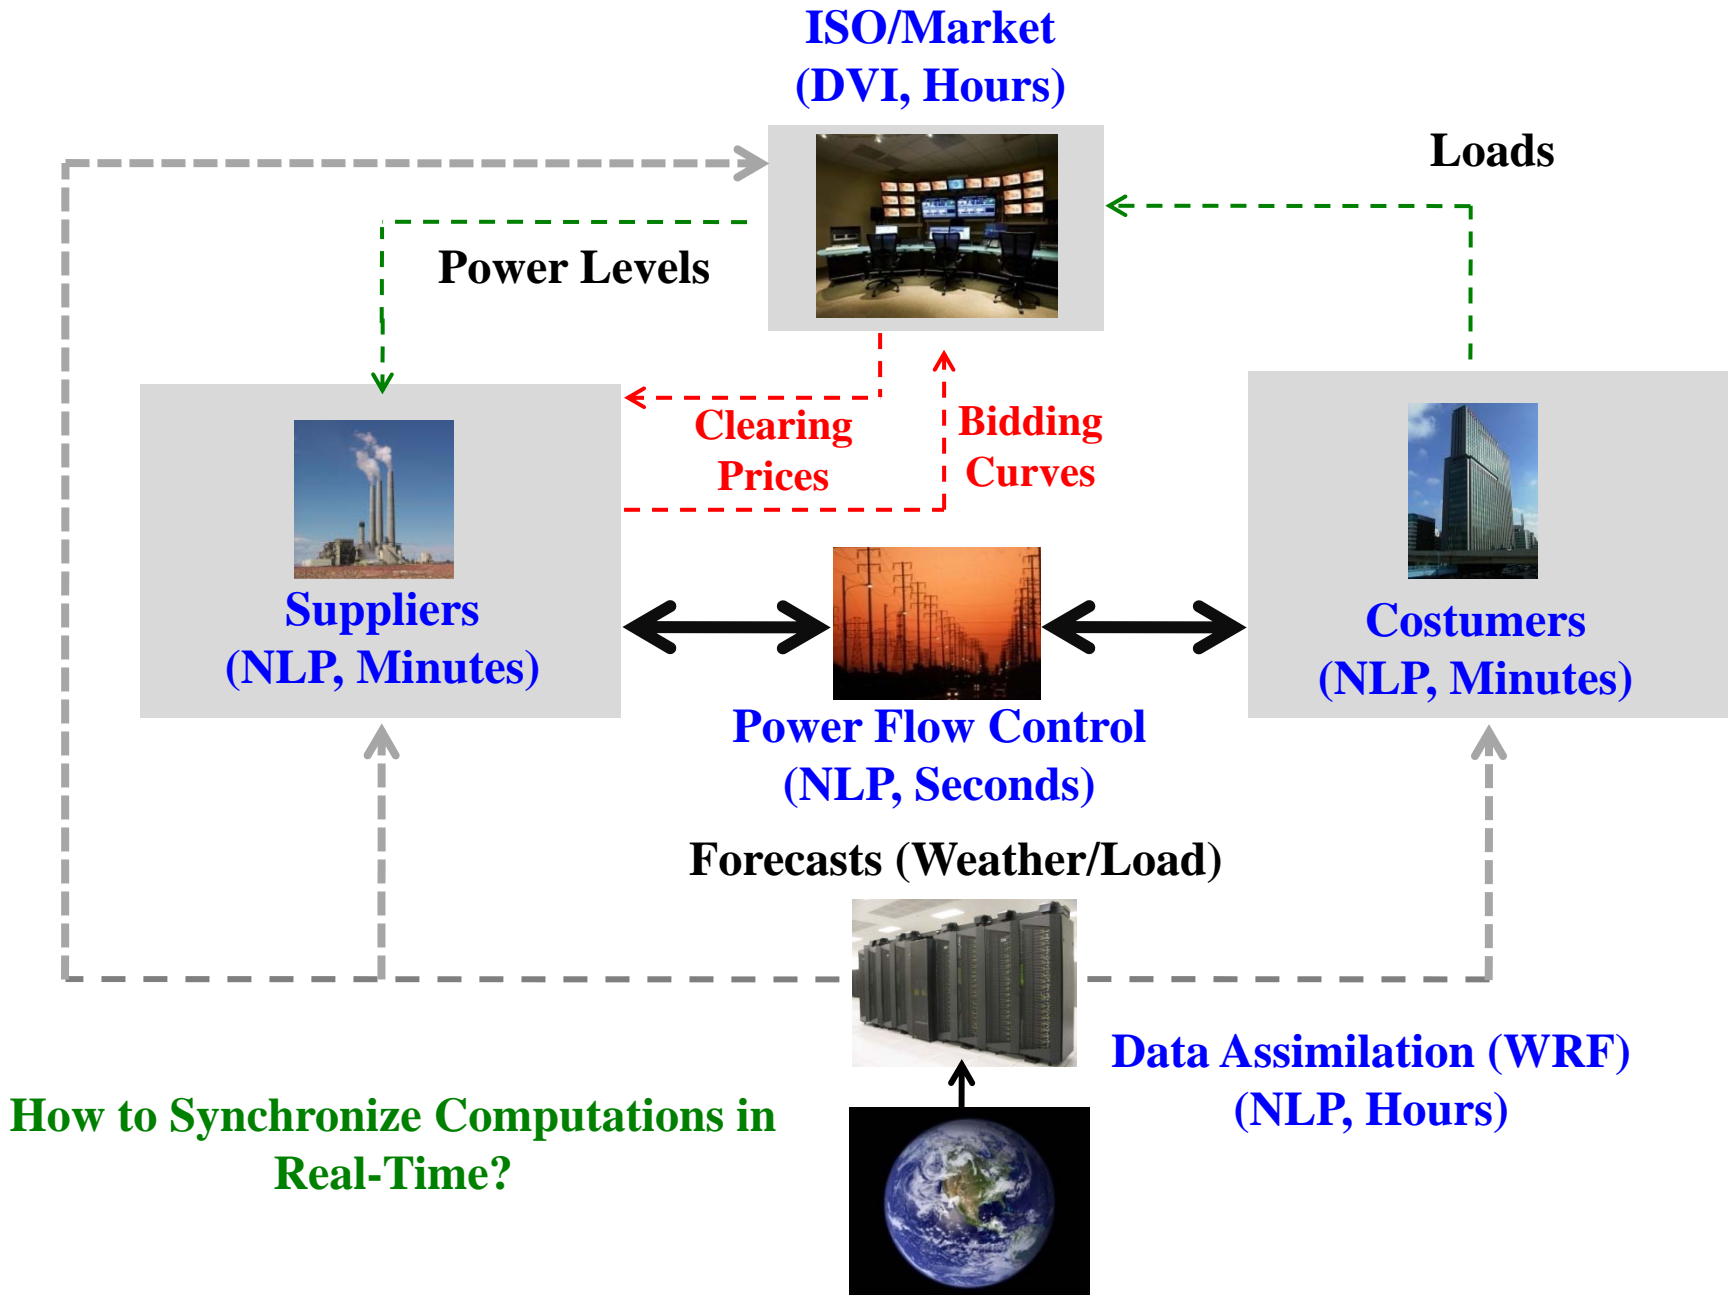 ISO/Market
(DVI, Hours)
Loads
Power Levels
Clearing
Prices
Bidding
Curves
Suppliers
(NLP, Minutes)
Costumers
(NLP, Minutes)
Power Flow Control
(NLP, Seconds)
Forecasts (Weather/Load)
Data Assimilation (WRF)
(NLP, Hours)
How to Synchronize Computations in
Real-Time?